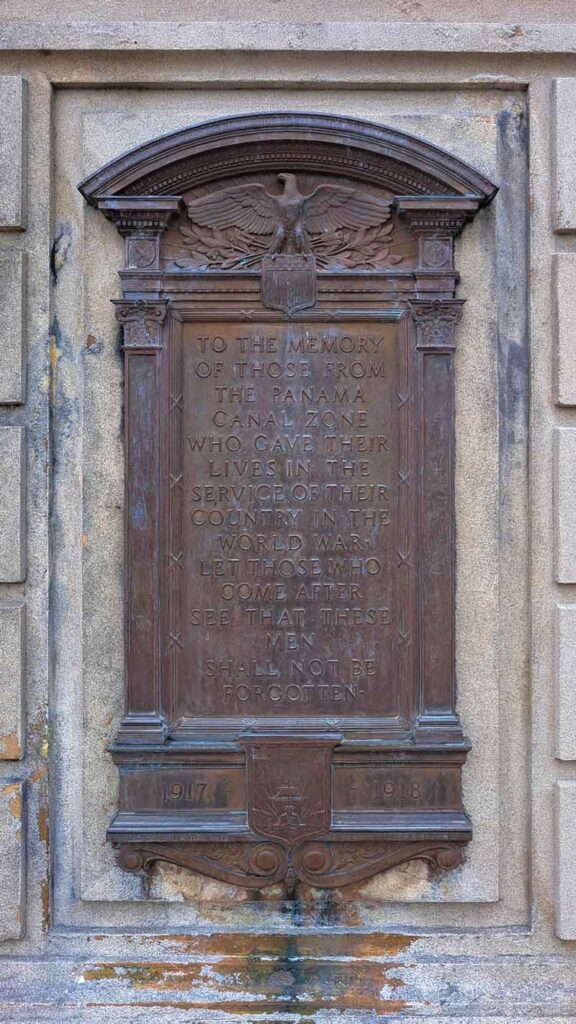 TO THE MEMORY
OF THOSE FROM
THE PANAMA
CANAL ZONE
WHO GAVE THEIR
LIVES IN THE
SERVICE OF THEIR
COUNTRY IN THE
WORLD WAR·
LET THOSE WHO
COME AFTER
SEE THAT THESE
MEN
SHALL NOT BE
FORGOTTEN·
1917 - - 1918